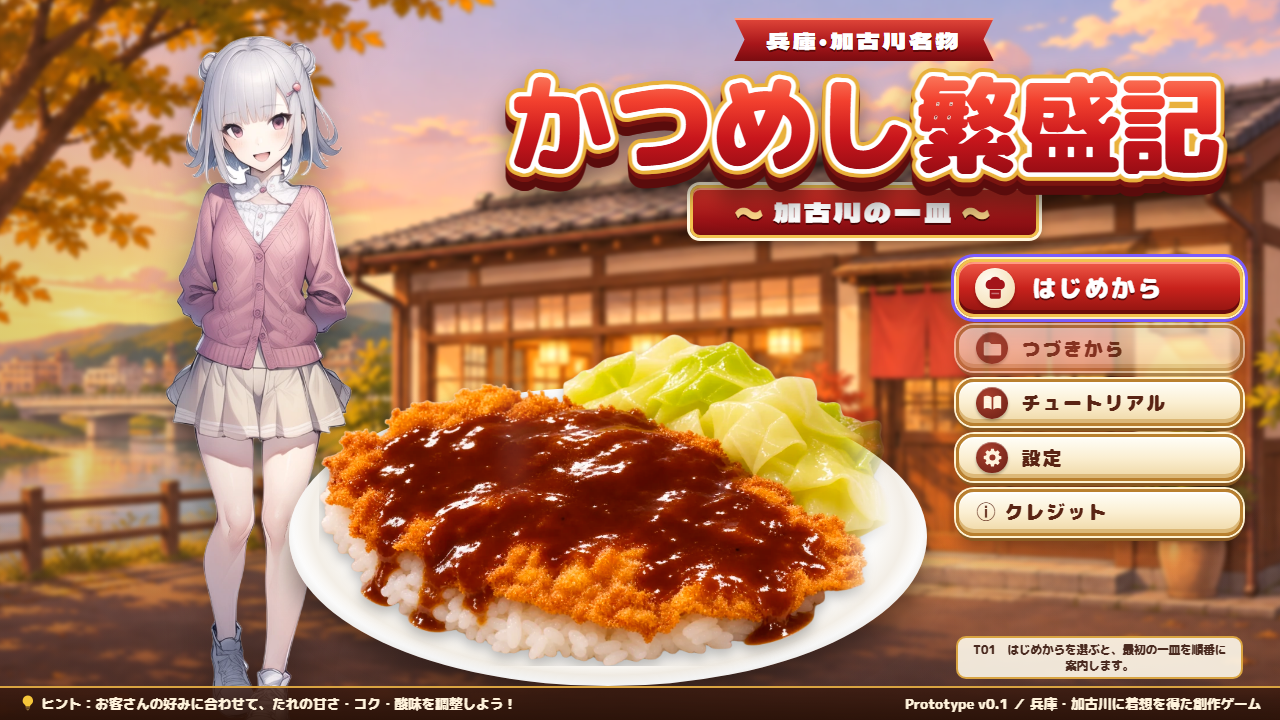 兵庫・加古川名物
かつめし繁盛記
〜 加古川の一皿 〜
はじめから
つづきから
チュートリアル
設定
ⓘ クレジット
T01　はじめからを選ぶと、最初の一皿を順番に
案内します。
ヒント：お客さんの好みに合わせて、たれの甘さ・コク・酸味を調整しよう！
Prototype v0.1 ／ 兵庫・加古川に着想を得た創作ゲーム